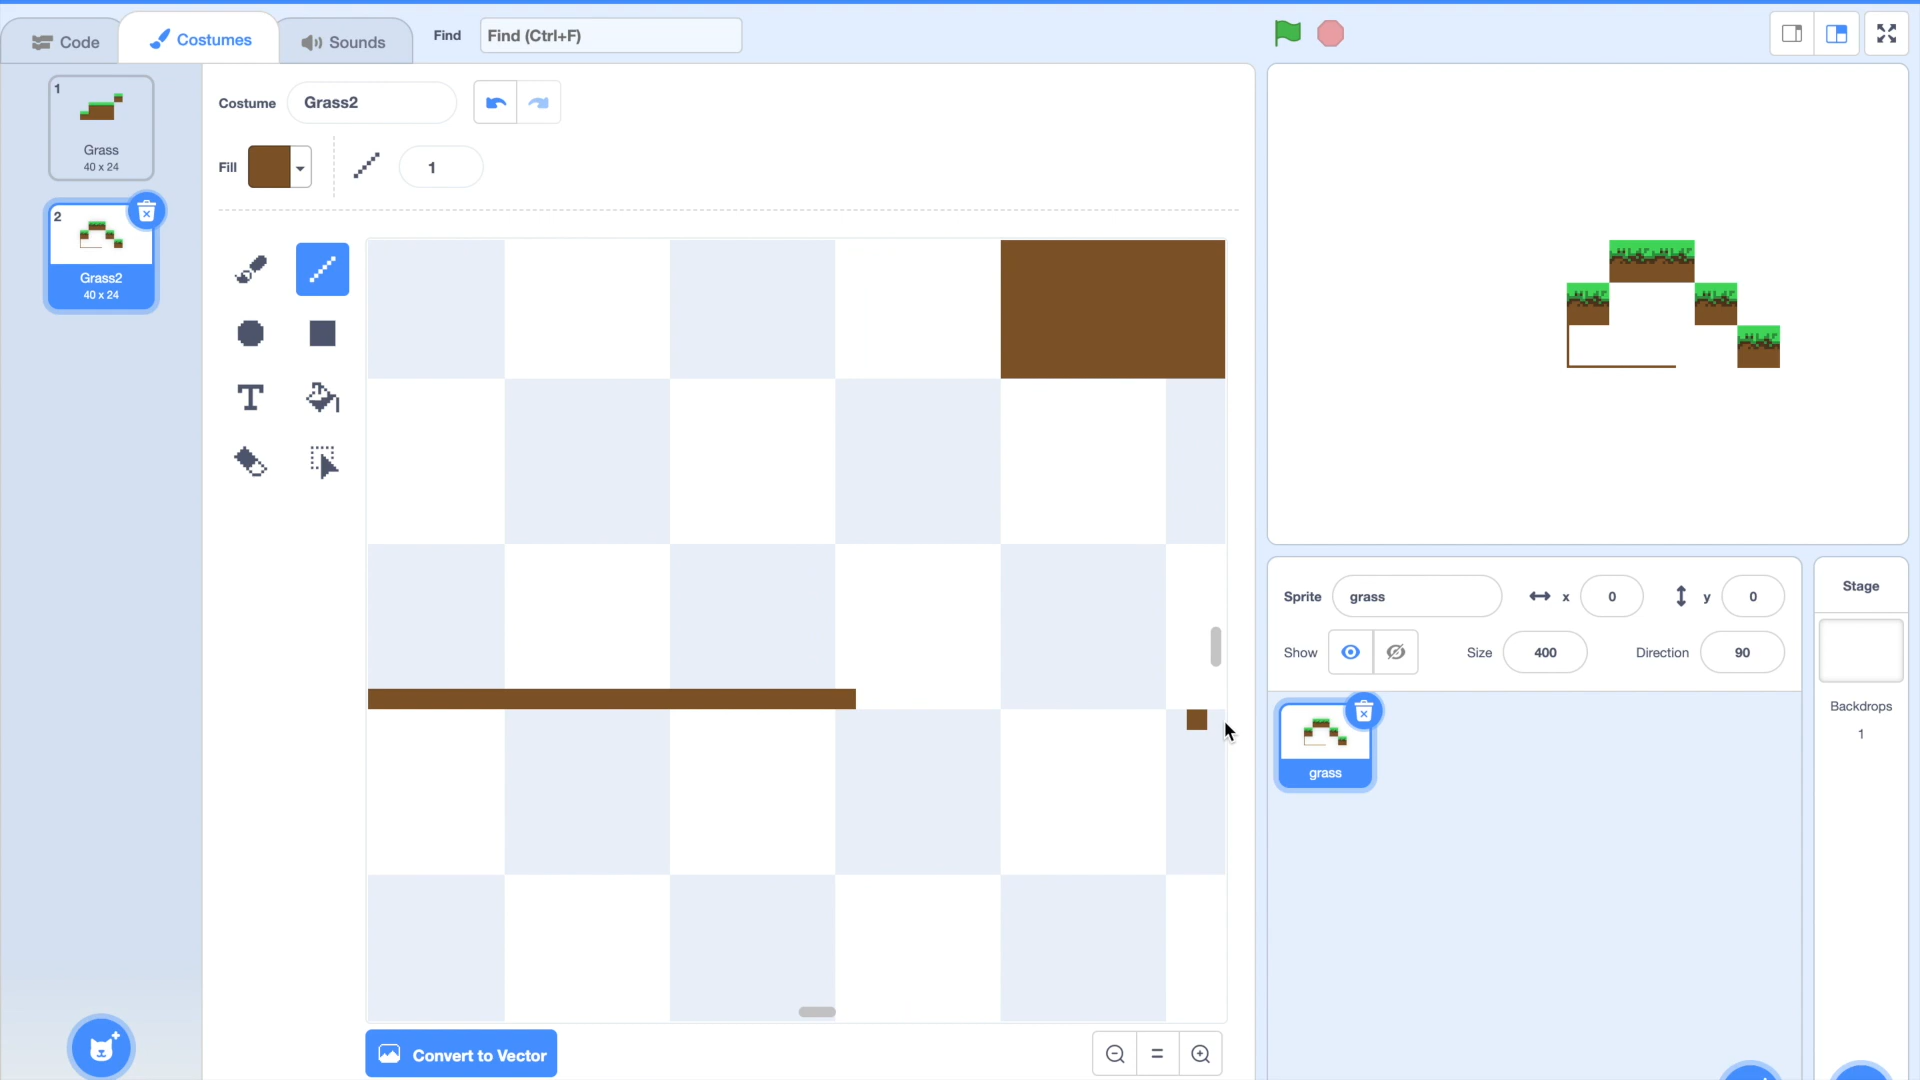 Code
Costumes
Sounds
Find
Find (Ctrl+F)
1
Grass
40 x 24
2
Grass2
40 x 24
Costume
Grass2
Fill
1
T
Convert to Vector
Sprite
grass
x
0
y
0
Show
Size
400
Direction
90
grass
Stage
Backdrops
1